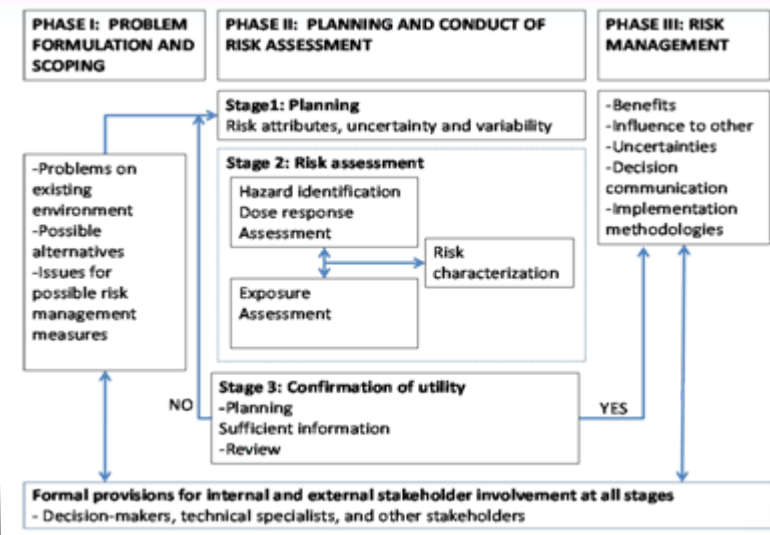 PHASE I: PROBLEM
FORMULATION AND
SCOPING
PHASE II: PLANNING AND CONDUCT OF
RISK ASSESSMENT
PHASE III: RISK
MANAGEMENT
-Problems on
existing
environment
-Possible
alternatives
-Issues for
possible risk
management
measures
Stage1: Planning
Risk attributes, uncertainty and variability
Stage 2: Risk assessment
Hazard identification
Dose response
Assessment
Risk
characterization
Exposure
Assessment
NO
Stage 3: Confirmation of utility
-Planning
Sufficient information
-Review
YES
-Benefits
-Influence to other
-Uncertainties
-Decision
communication
-Implementation
methodologies
Formal provisions for internal and external stakeholder involvement at all stages
- Decision-makers, technical specialists, and other stakeholders